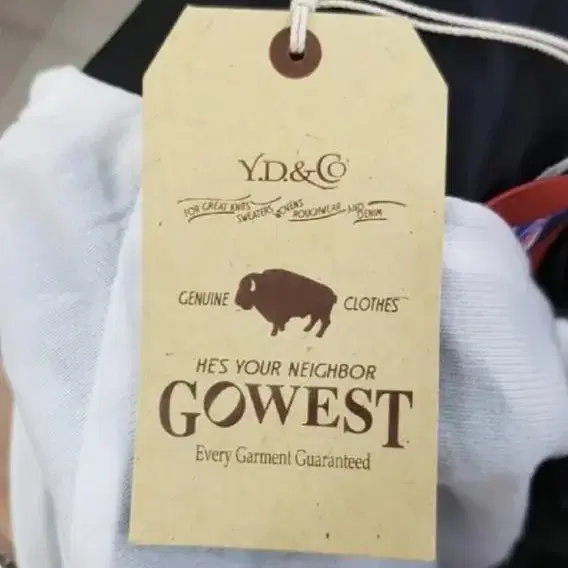 Y.D.&Co
FOR GREAT KNITS SWEATERS WOVENS ROUGHWEAR AND DENIM
GENUINE CLOTHES
HE'S YOUR NEIGHBOR
GOWEST
Every Garment Guaranteed